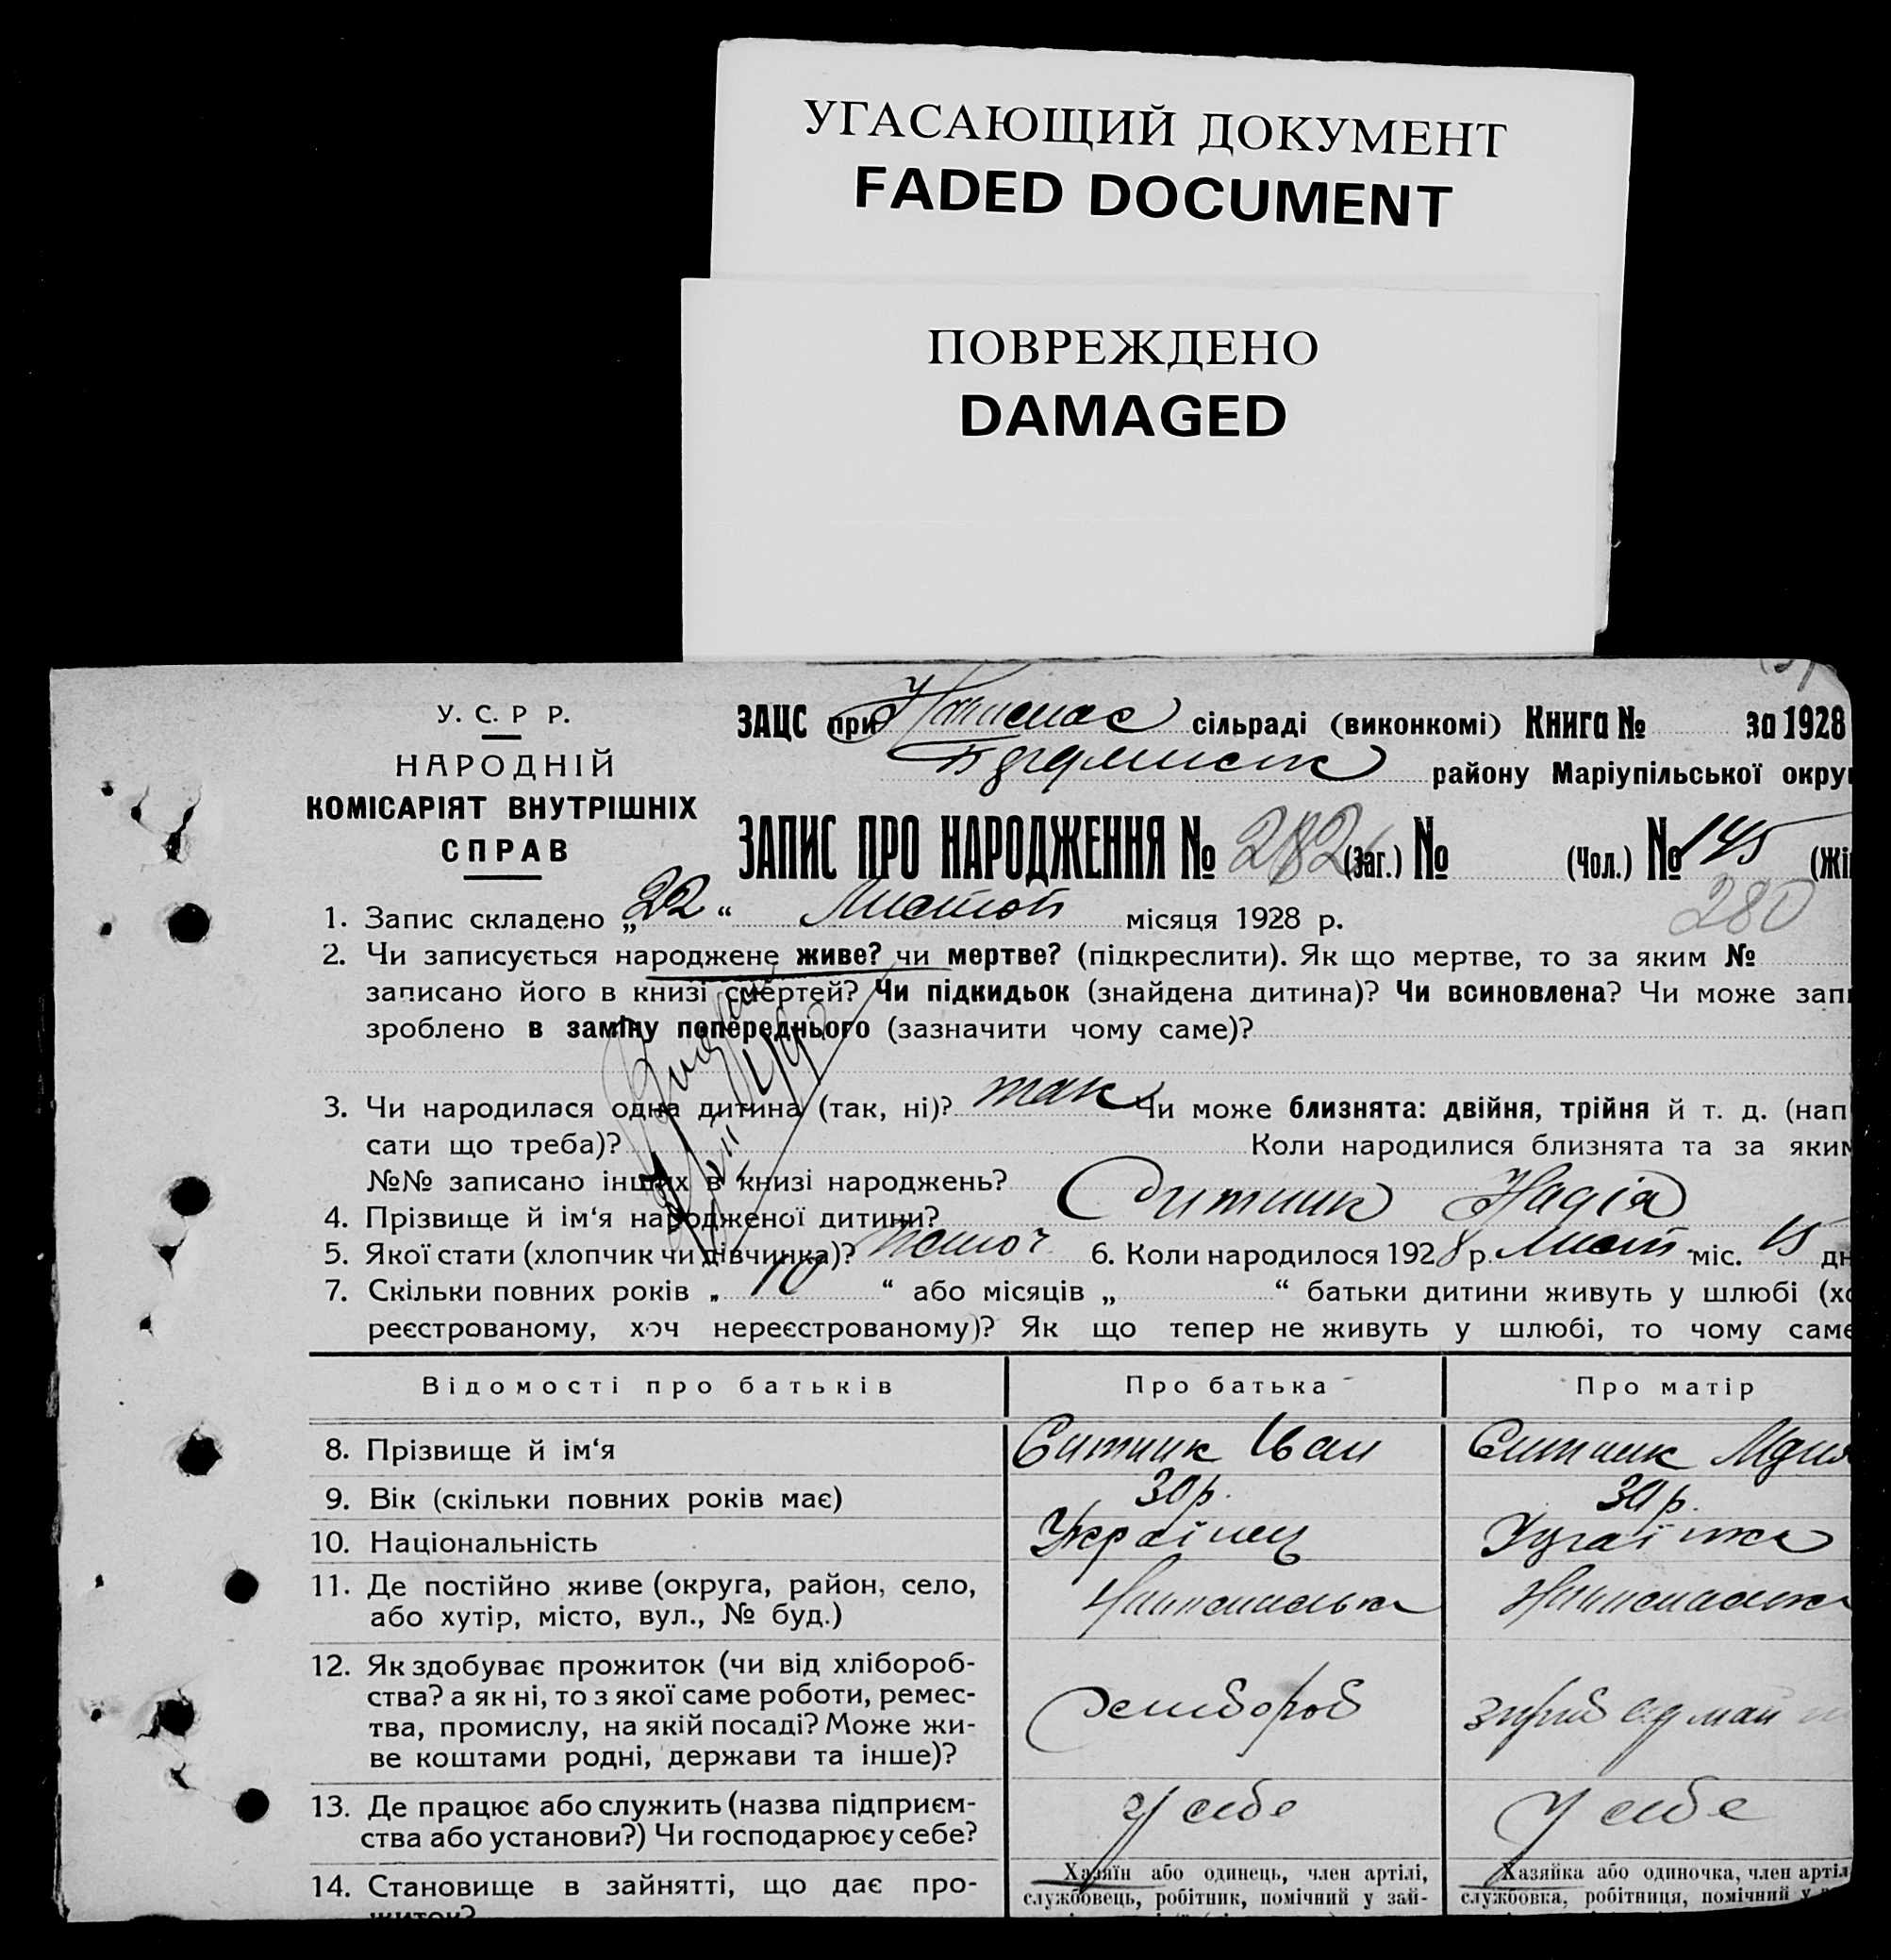 УГАСАЮЩИЙ ДОКУМЕНТ
FADED DOCUMENT
ПОВРЕЖДЕНО
DAMAGED
У. С. Р Р.
НАРОДНІЙ
КОМІСАРІЯТ ВНУТРІШНІХ
СПРАВ
ЗАЦС при сільраді (виконкомі) Книга № за 1928
району Маріупільської окру
ЗАПИС ПРО НАРОДЖЕННЯ № 282 (заг.) № (Чол.) № 145 (Жі
280
1. Запис складено „ 22 “ Листоп місяця 1928 р.
2. Чи записується народжене живе? чи мертве? (підкреслити). Як що мертве, то за яким №
записано його в книзі смертей? Чи підкидьок (знайдена дитина)? Чи всиновлена? Чи може зап
зроблено в заміну попереднього (зазначити чому саме)?
3. Чи народилася одна дитина (так, ні)? так Чи може близнята: двійня, трійня й т. д. (нап
сати що треба)? Коли народилися близнята та за яким
№№ записано інших в книзі народжень?
4. Прізвище й ім‘я народженої дитини? Ситник Надія
5. Якої стати (хлопчик чи дівчинка)? жіноч 6. Коли народилося 1928 р. Лист міс. 15 дн
7. Скільки повних років „ 10 “ або місяців „ “ батьки дитини живуть у шлюбі (хо
реєстрованому, хоч нереєстрованому)? Як що тепер не живуть у шлюбі, то чому саме
Відомості про батьків Про батька Про матір
8. Прізвище й ім‘я Ситник Іван Ситник
9. Вік (скільки повних років має) 30 р. 30 р.
10. Національність Українец Украінка
11. Де постійно живе (округа, район, село,
або хутір, місто, вул., № буд.)
12. Як здобуває прожиток (чи від хлібороб-
ства? а як ні, то з якої саме роботи, ремес-
тва, промислу, на якій посаді? Може жи-
ве коштами родні, держави та інше)?
Хлибороб
13. Де працює або служить (назва підприєм-
ства або установи?) Чи господарює у себе?
У себе У себе
14. Становище в зайнятті, що дає про-
житок?
Хазяїн або одинець, член артілі,
службовець, робітник, помічний у зай-
Хазяйка або одиночка, член артіл
службовка, робітниця, помічний у